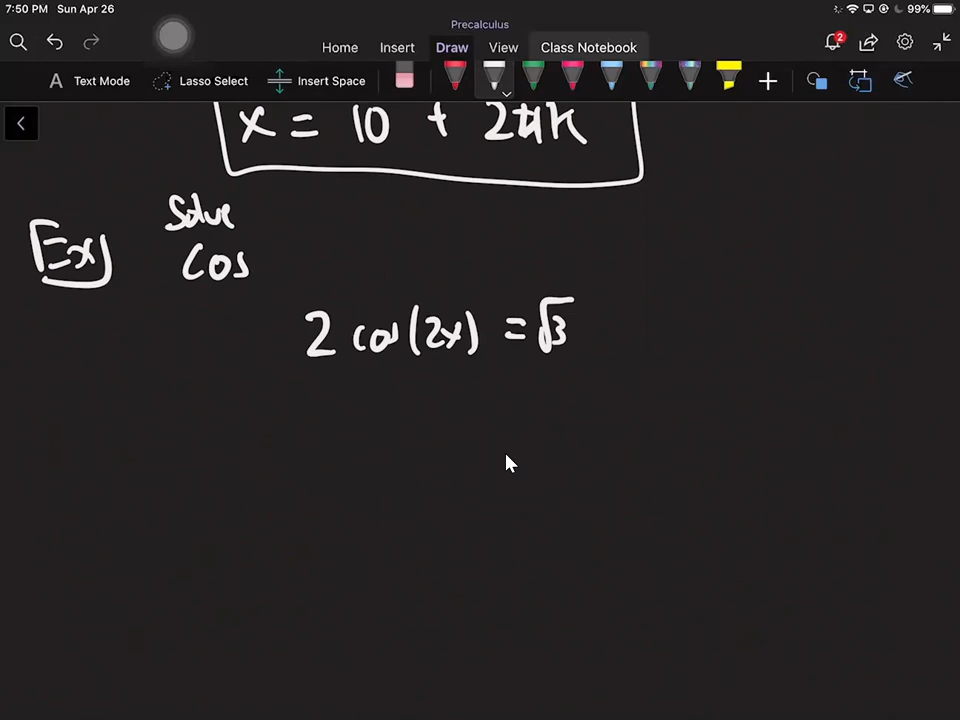 7:50 PM Sun Apr 26
99%
Precalculus
Home Insert Draw View Class Notebook
2
Text Mode Lasso Select Insert Space
x = 10 + 2πk
Ex) Solve
cos
2 cos(2x) = √3